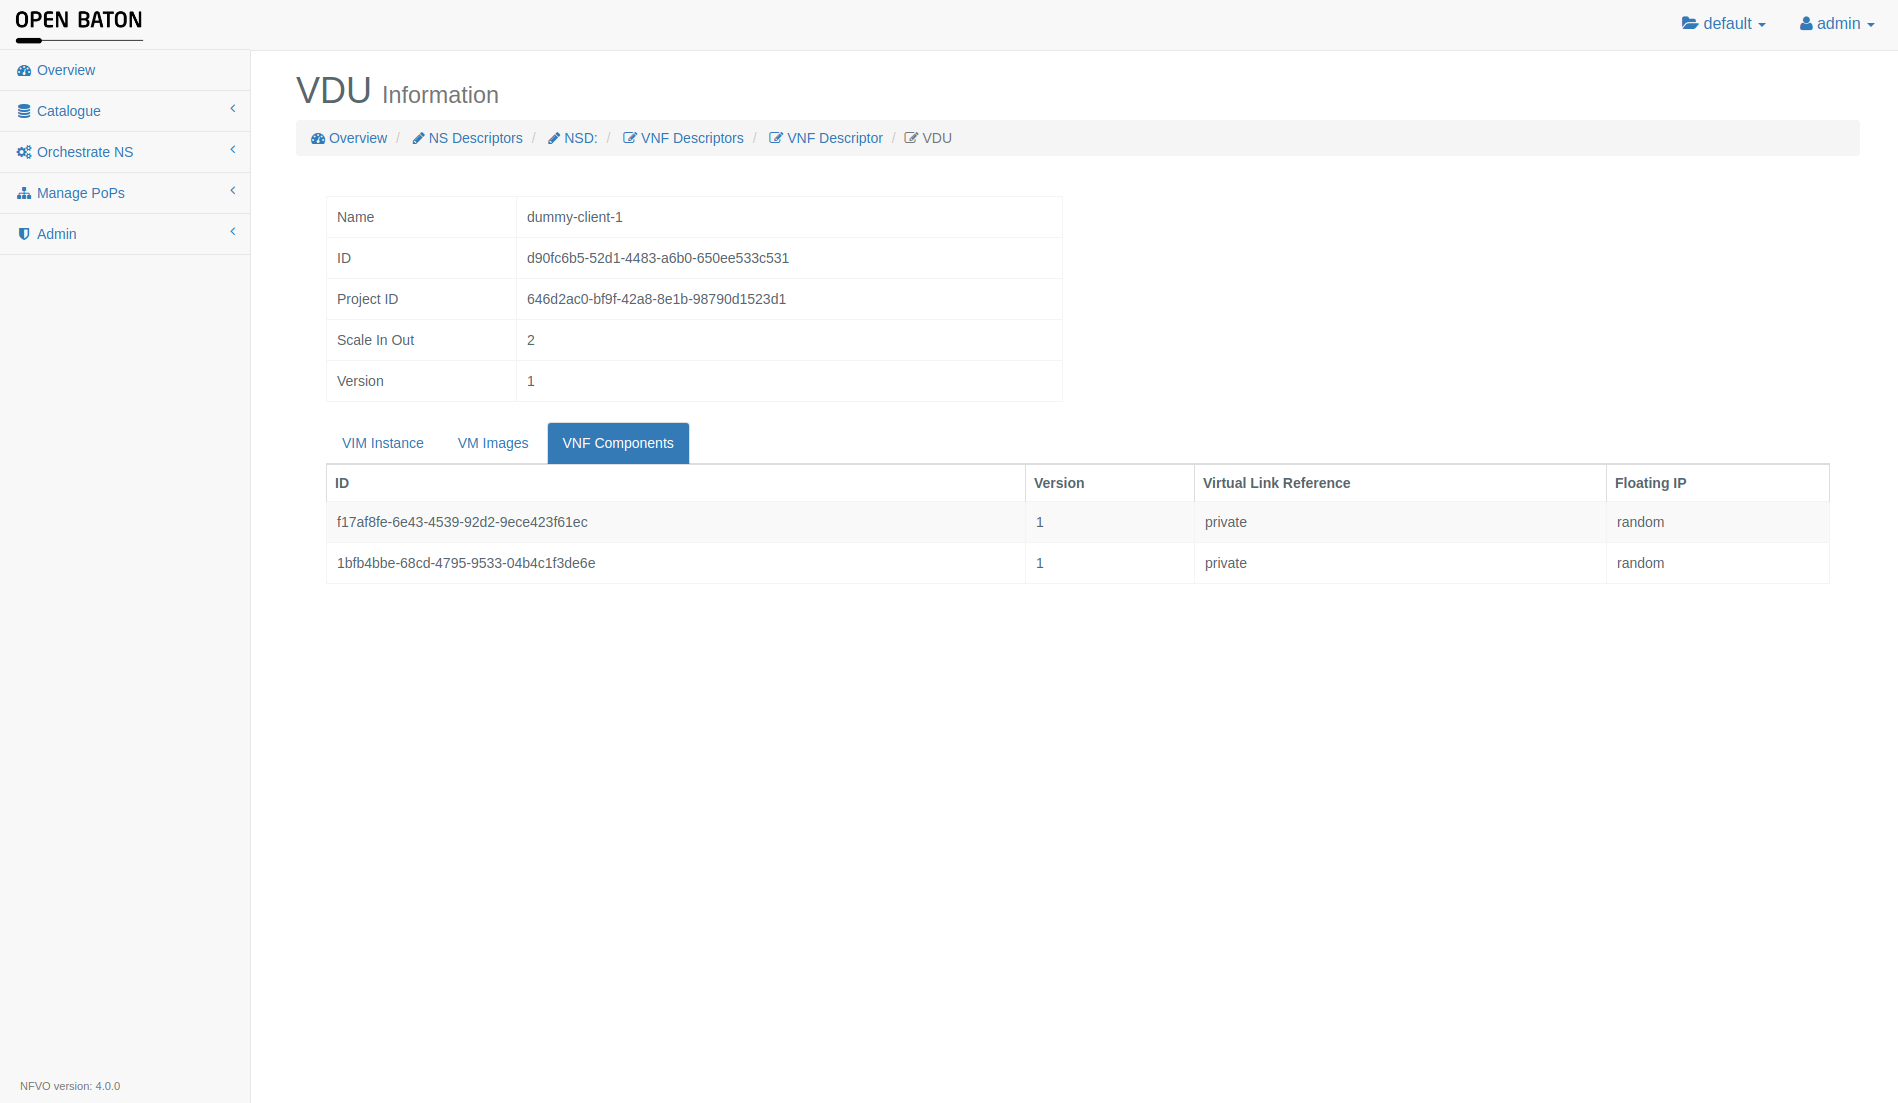 OPEN BATON
default
admin
Overview
Catalogue
Orchestrate NS
Manage PoPs
Admin
VDU Information
Overview / NS Descriptors / NSD: / VNF Descriptors / VNF Descriptor / VDU
Name dummy-client-1
ID d90fc6b5-52d1-4483-a6b0-650ee533c531
Project ID 646d2ac0-bf9f-42a8-8e1b-98790d1523d1
Scale In Out 2
Version 1
VIM Instance VM Images VNF Components
ID Version Virtual Link Reference Floating IP
f17af8fe-6e43-4539-92d2-9ece423f61ec 1 private random
1bfb4bbe-68cd-4795-9533-04b4c1f3de6e 1 private random
NFVO version: 4.0.0